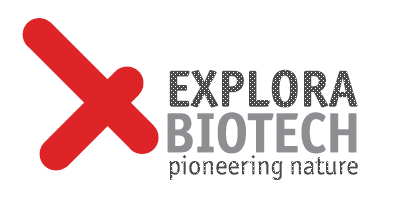 EXPLORA
BIOTECH
pioneering nature